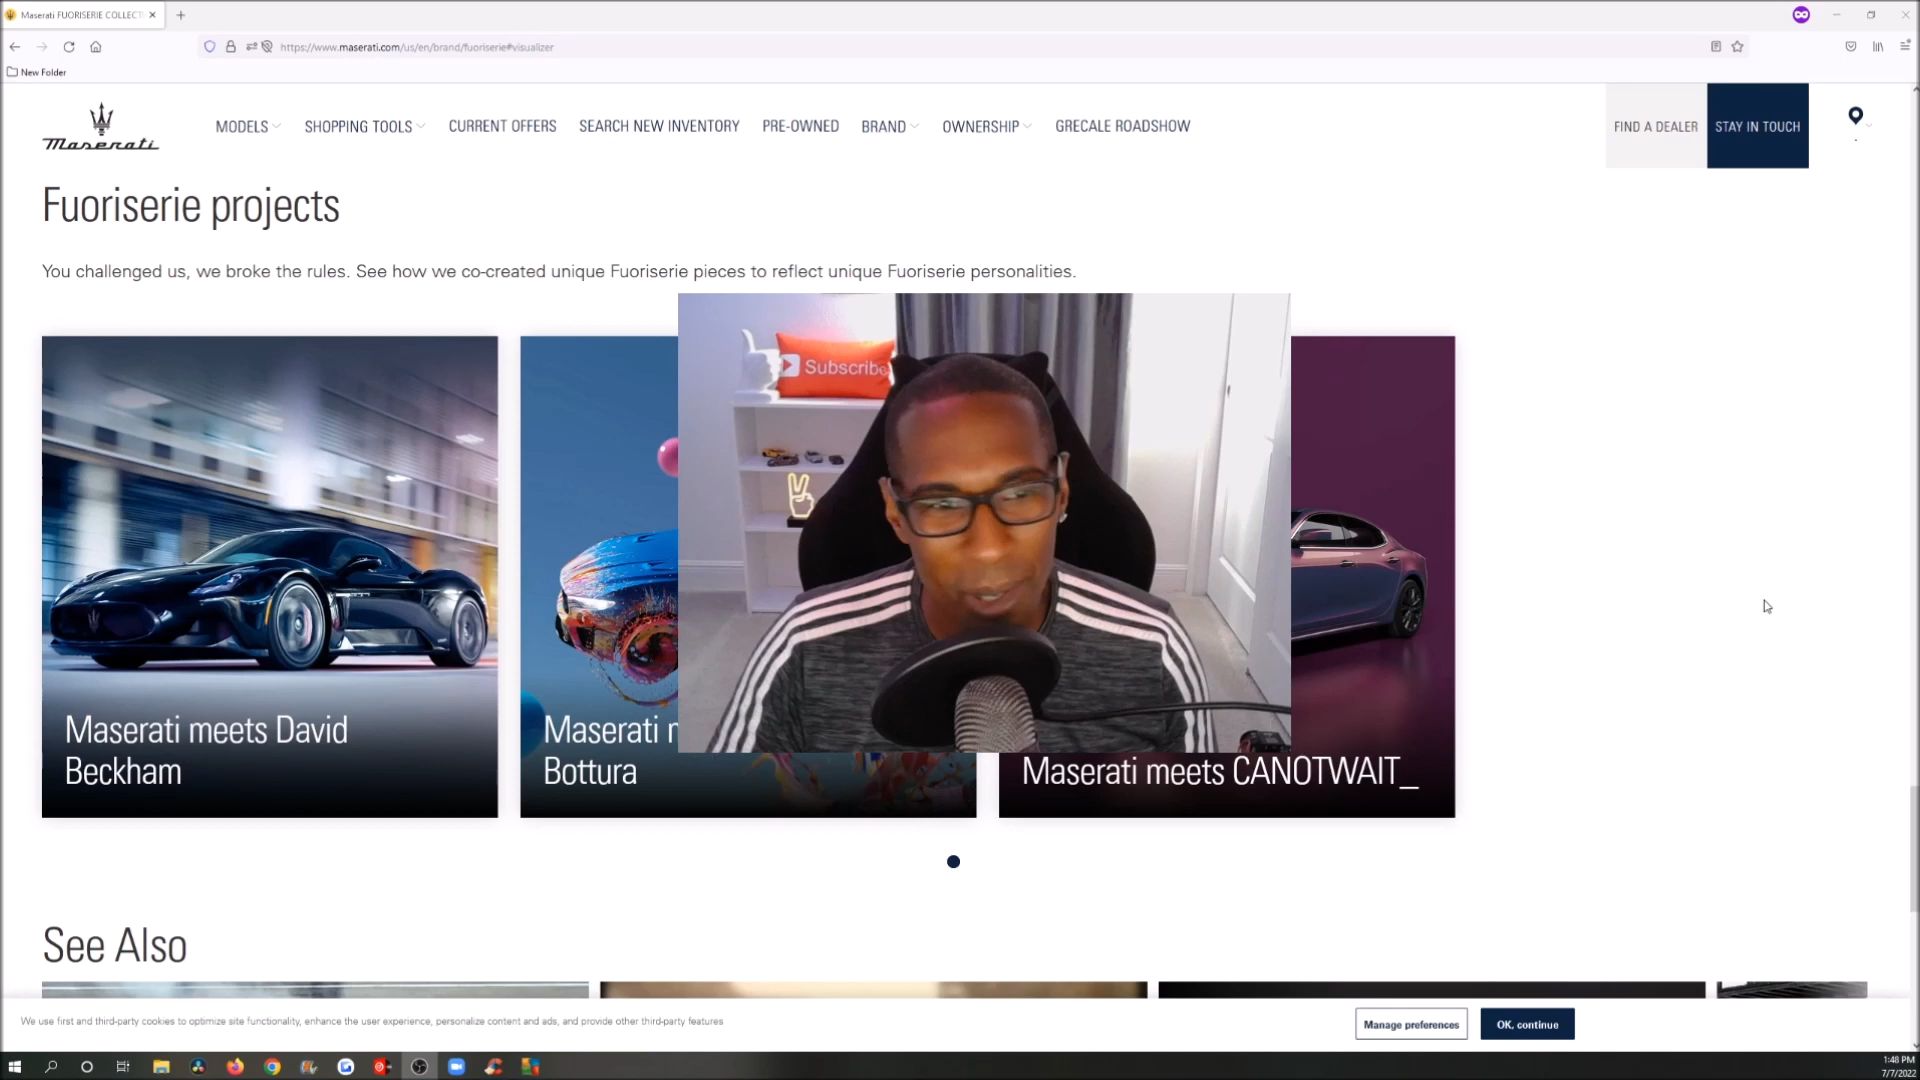 Maserati FUORISERIE COLLECT
https://www.maserati.com/us/en/brand/fuoriserie#visualizer
New Folder
Maserati
MODELS
SHOPPING TOOLS
CURRENT OFFERS
SEARCH NEW INVENTORY
PRE-OWNED
BRAND
OWNERSHIP
GRECALE ROADSHOW
FIND A DEALER
STAY IN TOUCH
Fuoriserie projects
You challenged us, we broke the rules. See how we co-created unique Fuoriserie pieces to reflect unique Fuoriserie personalities.
Subscribe
Maserati meets David
Beckham
Maserati
Bottura
Maserati meets CANOTWAIT_
See Also
We use first and third-party cookies to optimize site functionality, enhance the user experience, personalize content and ads, and provide other third-party features
Manage preferences
OK, continue
1:48 PM
7/7/2022